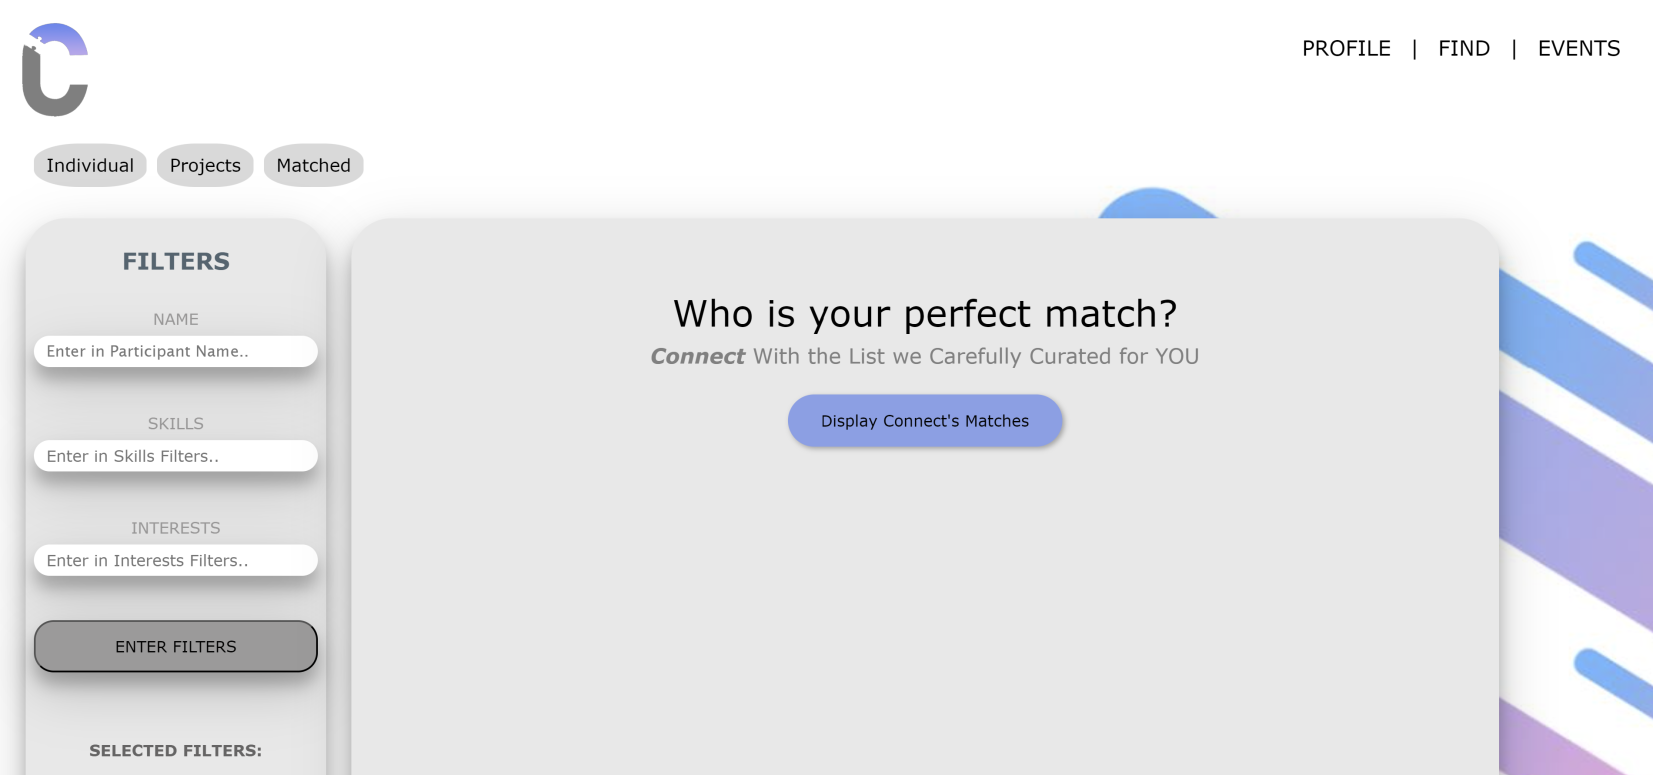 PROFILE | FIND | EVENTS
Individual Projects Matched
FILTERS
NAME
Enter in Participant Name..
SKILLS
Enter in Skills Filters..
INTERESTS
Enter in Interests Filters..
ENTER FILTERS
SELECTED FILTERS:
Who is your perfect match?
Connect With the List we Carefully Curated for YOU
Display Connect's Matches